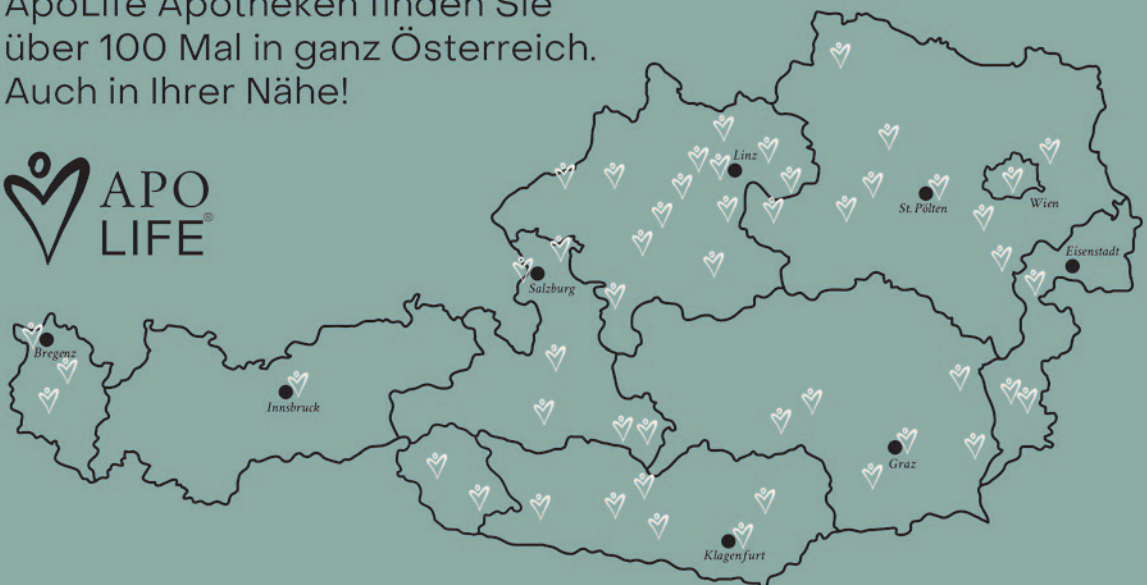 ApoLife Apotheken finden Sie
über 100 Mal in ganz Österreich.
Auch in Ihrer Nähe!
APO
LIFE®
Linz
St. Pölten
Wien
Eisenstadt
Salzburg
Bregenz
Innsbruck
Graz
Klagenfurt